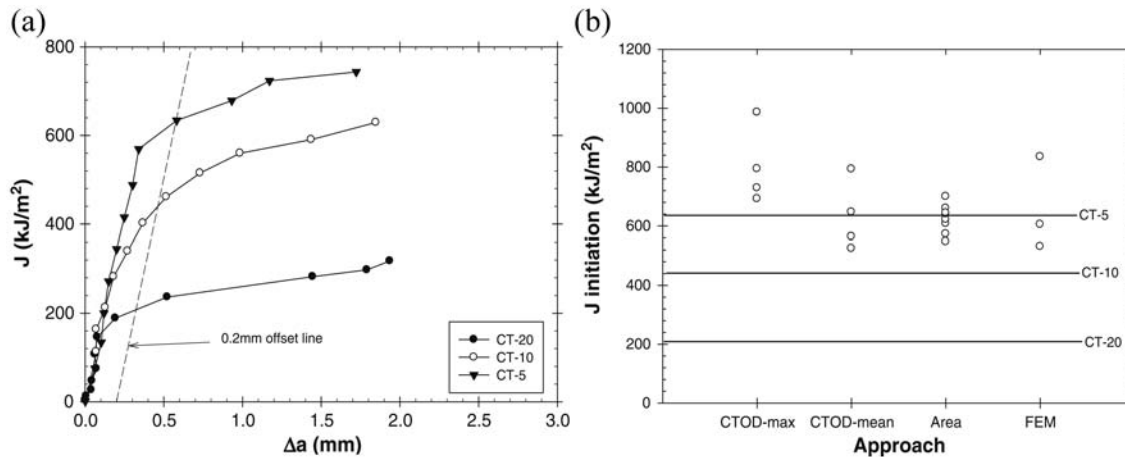 (a)
800
600
400
200
0
J (kJ/m²)
0.0 0.5 1.0 1.5 2.0 2.5 3.0
Δa (mm)
0.2mm offset line
CT-20
CT-10
CT-5
(b)
1200
1000
800
600
400
200
0
J initiation (kJ/m²)
CT-5
CT-10
CT-20
CTOD-max CTOD-mean Area FEM
Approach